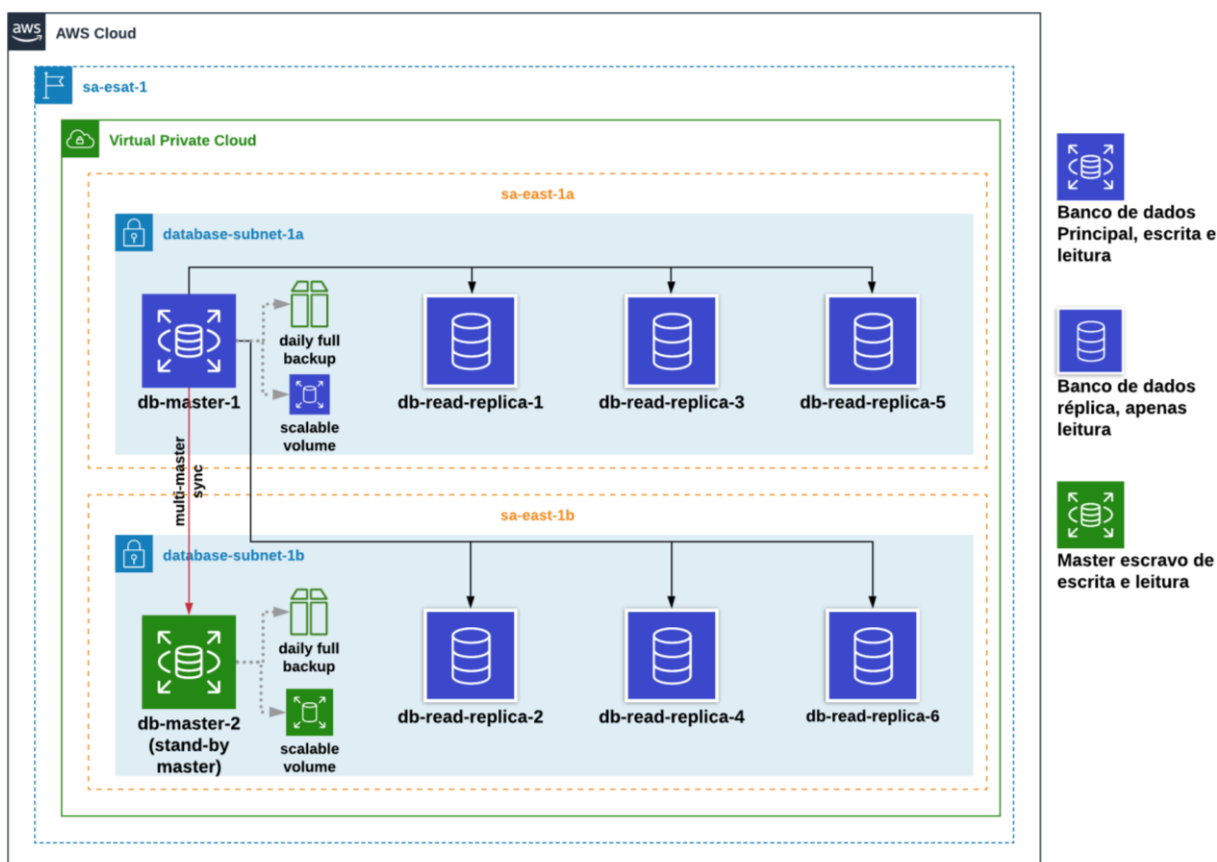 aws
AWS Cloud
sa-esat-1
Virtual Private Cloud
sa-east-1a
database-subnet-1a
daily full
backup
db-master-1
scalable
volume
db-read-replica-1
db-read-replica-3
db-read-replica-5
multi-master
sync
sa-east-1b
database-subnet-1b
daily full
backup
db-master-2
(stand-by
master)
scalable
volume
db-read-replica-2
db-read-replica-4
db-read-replica-6
Banco de dados
Principal, escrita e
leitura
Banco de dados
réplica, apenas
leitura
Master escravo de
escrita e leitura